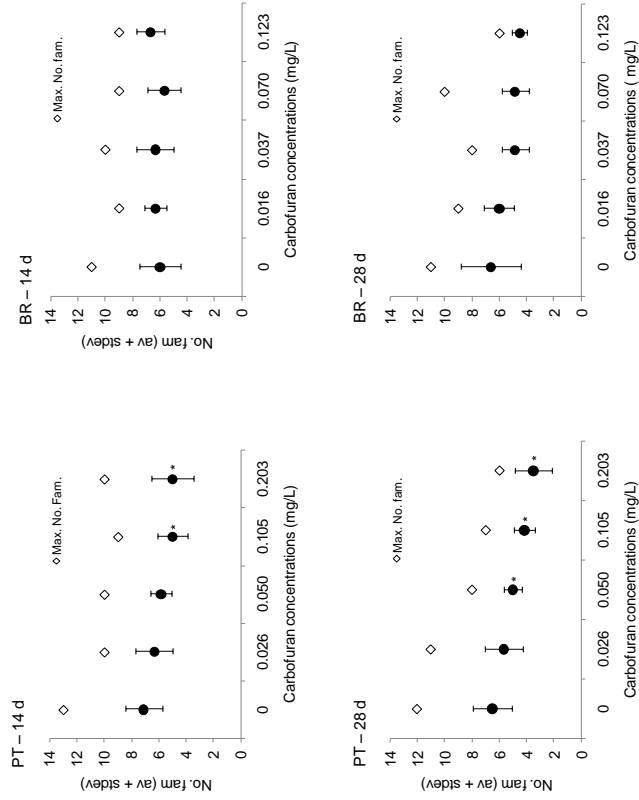 PT – 14 d
◇Max. No. Fam.
No. fam (av + stdev)
14
12
10
8
6
4
2
0
* *
0 0.026 0.050 0.105 0.203
Carbofuran concentrations (mg/L)
BR – 14 d
◇Max. No. fam.
No. fam (av + stdev)
14
12
10
8
6
4
2
0
0 0.016 0.037 0.070 0.123
Carbofuran concentrations (mg/L)
PT – 28 d
◇Max. No. fam.
No. fam (av + stdev)
14
12
10
8
6
4
2
0
* * *
0 0.026 0.050 0.105 0.203
Carbofuran concentrations (mg/L)
BR – 28 d
◇Max. No. fam.
14
12
10
8
6
4
2
0
0 0.016 0.037 0.070 0.123
Carbofuran concentrations ( mg/L)